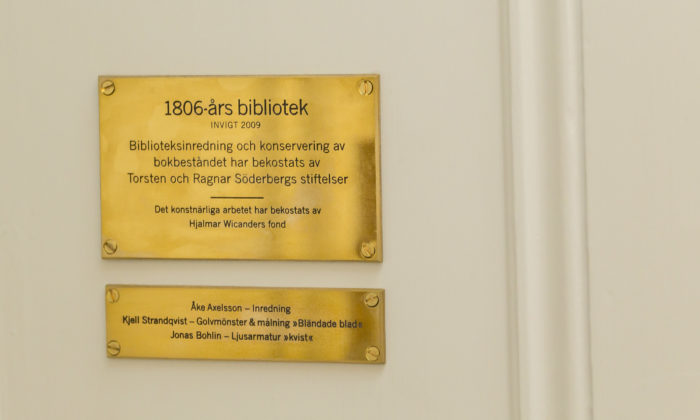 1806-års bibliotek
INVIGT 2009
Biblioteksinredning och konservering av
bokbeståndet har bekostats av
Torsten och Ragnar Söderbergs stiftelser
Det konstnärliga arbetet har bekostats av
Hjalmar Wicanders fond
Åke Axelsson – Inredning
Kjell Strandqvist – Golvmönster & målning »Bländade blad«
Jonas Bohlin – Ljusarmatur »kvist«